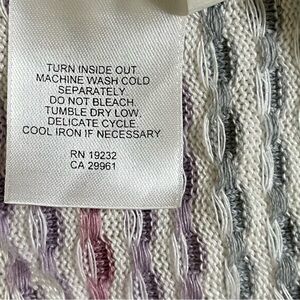 TURN INSIDE OUT.
MACHINE WASH COLD
SEPARATELY
DO NOT BLEACH.
TUMBLE DRY LOW.
DELICATE CYCLE.
COOL IRON IF NECESSARY
RN 19232
CA 29961